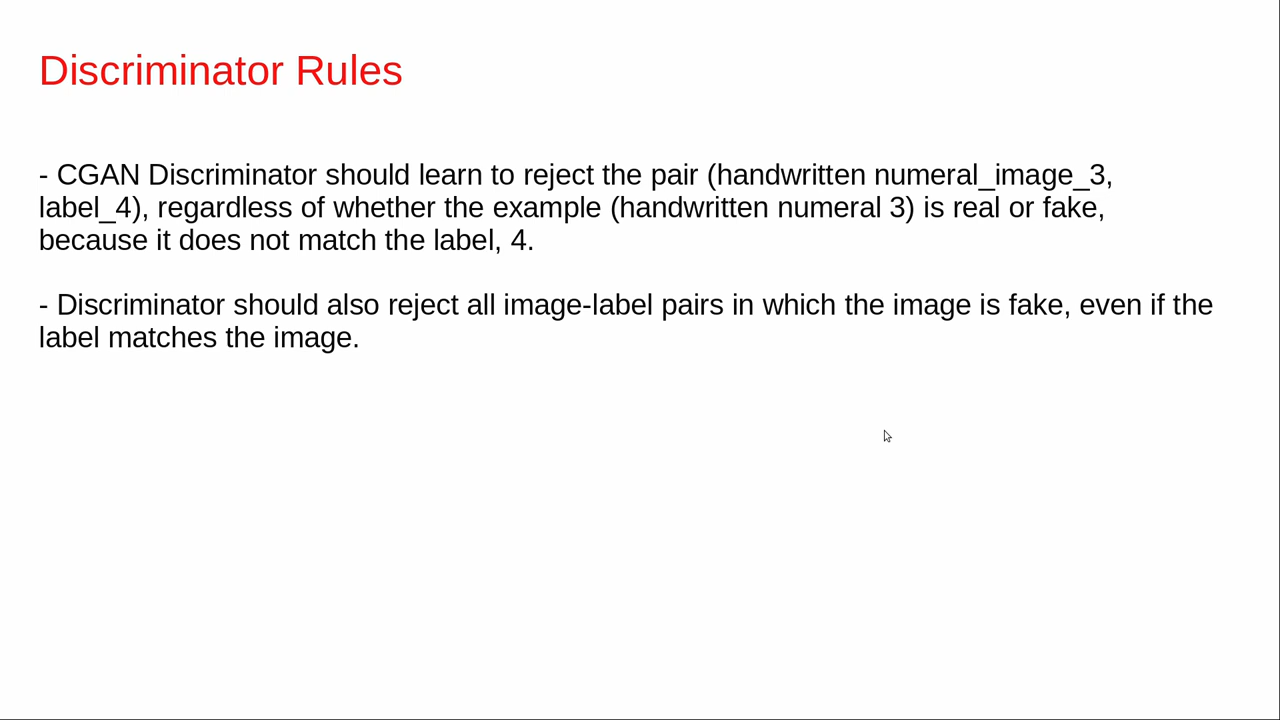 Discriminator Rules
- CGAN Discriminator should learn to reject the pair (handwritten numeral_image_3,
label_4), regardless of whether the example (handwritten numeral 3) is real or fake,
because it does not match the label, 4.
- Discriminator should also reject all image-label pairs in which the image is fake, even if the
label matches the image.